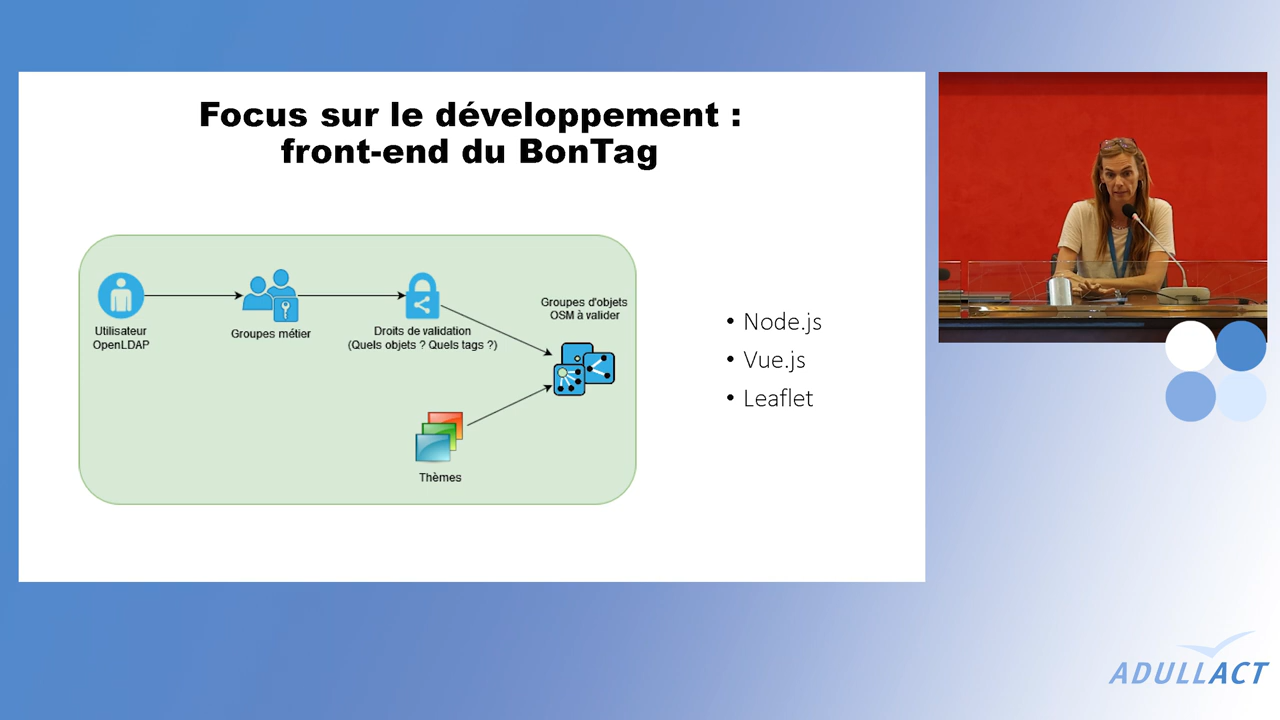 Focus sur le développement :
front-end du BonTag
Utilisateur
OpenLDAP
Groupes métier
Droits de validation
(Quels objets ? Quels tags ?)
Groupes d'objets
OSM à valider
Thèmes
• Node.js
• Vue.js
• Leaflet
ADULLACT